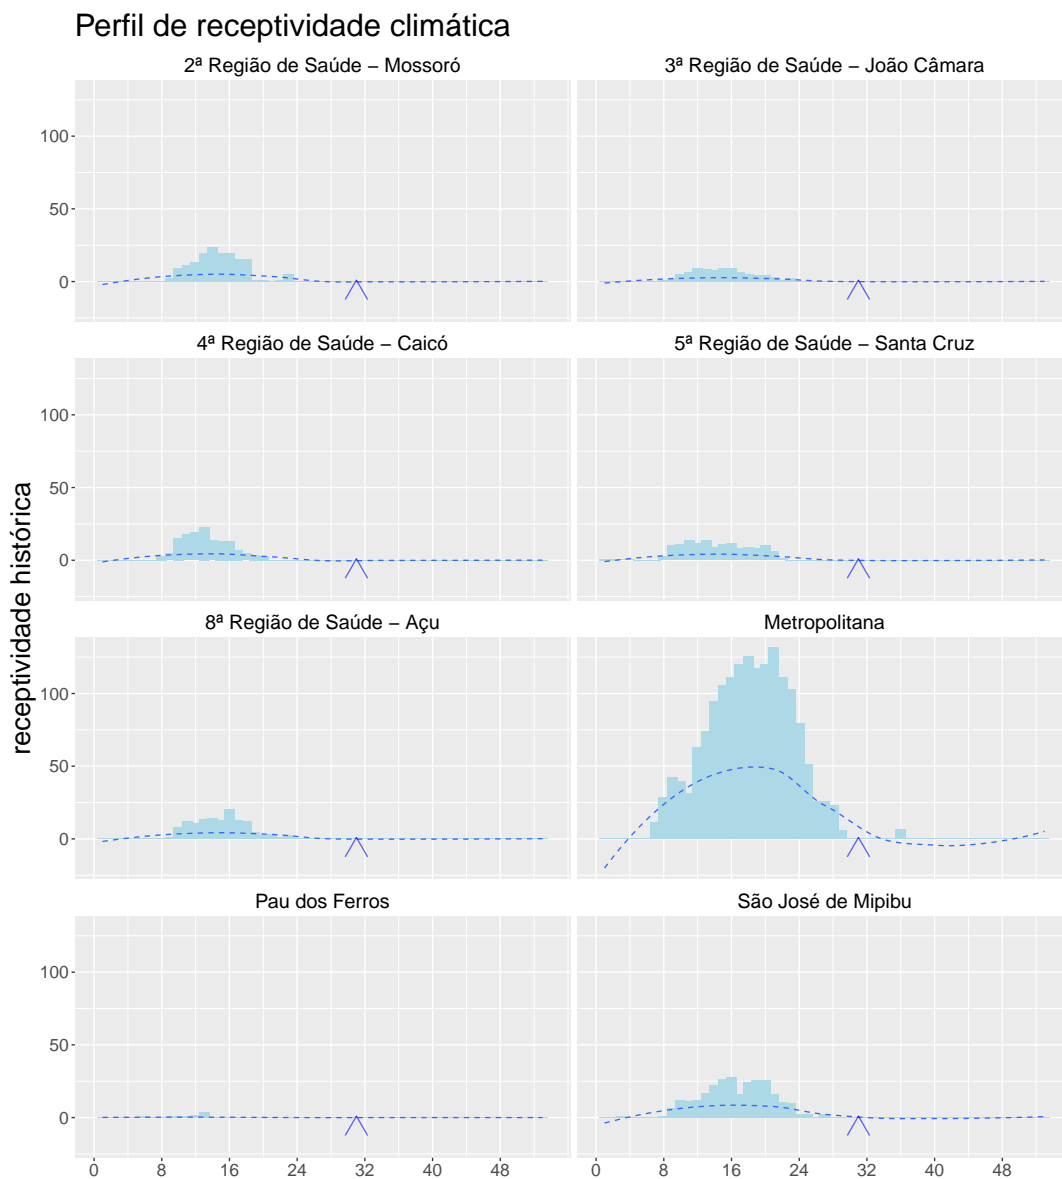 Perfil de receptividade climática
2ª Região de Saúde – Mossoró
3ª Região de Saúde – João Câmara
100
50
0
4ª Região de Saúde – Caicó
5ª Região de Saúde – Santa Cruz
100
50
0
receptividade histórica
8ª Região de Saúde – Açu
Metropolitana
100
50
0
Pau dos Ferros
São José de Mipibu
100
50
0
0 8 16 24 32 40 48
0 8 16 24 32 40 48